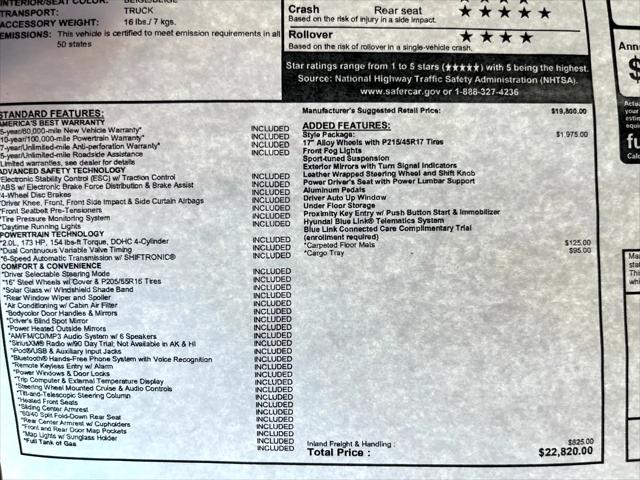 INTERIOR/SEAT COLOR: BEIGE/BEIGE
TRANSPORT: TRUCK
ACCESSORY WEIGHT: 16 lbs./ 7 kgs.
EMISSIONS: This vehicle is certified to meet emission requirements in all
50 states
Crash Rear seat ★★★★★
Based on the risk of injury in a side impact.
Rollover ★★★★
Based on the risk of rollover in a single-vehicle crash.
Star ratings range from 1 to 5 stars (★★★★★) with 5 being the highest.
Source: National Highway Traffic Safety Administration (NHTSA).
www.safercar.gov or 1-888-327-4236
STANDARD FEATURES:
AMERICA'S BEST WARRANTY
5-year/60,000-mile New Vehicle Warranty* INCLUDED
10-year/100,000-mile Powertrain Warranty* INCLUDED
7-year/Unlimited-mile Anti-perforation Warranty* INCLUDED
5-year/Unlimited-mile Roadside Assistance INCLUDED
*Limited warranties, see dealer for details
ADVANCED SAFETY TECHNOLOGY
*Electronic Stability Control (ESC) w/ Traction Control INCLUDED
*ABS w/ Electronic Brake Force Distribution & Brake Assist INCLUDED
*4-Wheel Disc Brakes INCLUDED
*Driver Knee, Front, Front Side Impact & Side Curtain Airbags INCLUDED
*Front Seatbelt Pre-Tensioners INCLUDED
*Tire Pressure Monitoring System INCLUDED
*Daytime Running Lights INCLUDED
POWERTRAIN TECHNOLOGY
*2.0L, 173 HP, 154 lbs-ft Torque, DOHC 4-Cylinder INCLUDED
*Dual Continuous Variable Valve Timing INCLUDED
*6-Speed Automatic Transmission w/ SHIFTRONIC® INCLUDED
COMFORT & CONVENIENCE
*Driver Selectable Steering Mode INCLUDED
*16" Steel Wheels w/ Cover & P205/55R16 Tires INCLUDED
*Solar Glass w/ Windshield Shade Band INCLUDED
*Rear Window Wiper and Spoiler INCLUDED
*Air Conditioning w/ Cabin Air Filter INCLUDED
*Bodycolor Door Handles & Mirrors INCLUDED
*Driver's Blind Spot Mirror INCLUDED
*Power Heated Outside Mirrors INCLUDED
*AM/FM/CD/MP3 Audio System w/ 6 Speakers INCLUDED
*SiriusXM® Radio w/90 Day Trial; Not Available in AK & HI INCLUDED
*iPod®/USB & Auxiliary Input Jacks INCLUDED
*Bluetooth® Hands-Free Phone System with Voice Recognition INCLUDED
*Remote Keyless Entry w/ Alarm INCLUDED
*Power Windows & Door Locks INCLUDED
*Trip Computer & External Temperature Display INCLUDED
*Steering Wheel Mounted Cruise & Audio Controls INCLUDED
*Tilt-and-Telescopic Steering Column INCLUDED
*Heated Front Seats INCLUDED
*Sliding Center Armrest INCLUDED
*60/40 Split Fold-Down Rear Seat INCLUDED
*Rear Center Armrest w/ Cupholders INCLUDED
*Front and Rear Door Map Pockets INCLUDED
*Map Lights w/ Sunglass Holder INCLUDED
*Full Tank of Gas INCLUDED
Manufacturer's Suggested Retail Price: $19,800.00
ADDED FEATURES:
Style Package: $1,975.00
17" Alloy Wheels with P215/45R17 Tires
Front Fog Lights
Sport-tuned Suspension
Exterior Mirrors with Turn Signal Indicators
Leather Wrapped Steering Wheel and Shift Knob
Power Driver's Seat with Power Lumbar Support
Aluminum Pedals
Driver Auto Up Window
Under Floor Storage
Proximity Key Entry w/ Push Button Start & Immobilizer
Hyundai Blue Link® Telematics System
Blue Link Connected Care Complimentary Trial
(enrollment required)
*Carpeted Floor Mats $125.00
*Cargo Tray $95.00
Inland Freight & Handling : $825.00
Total Price : $22,820.00